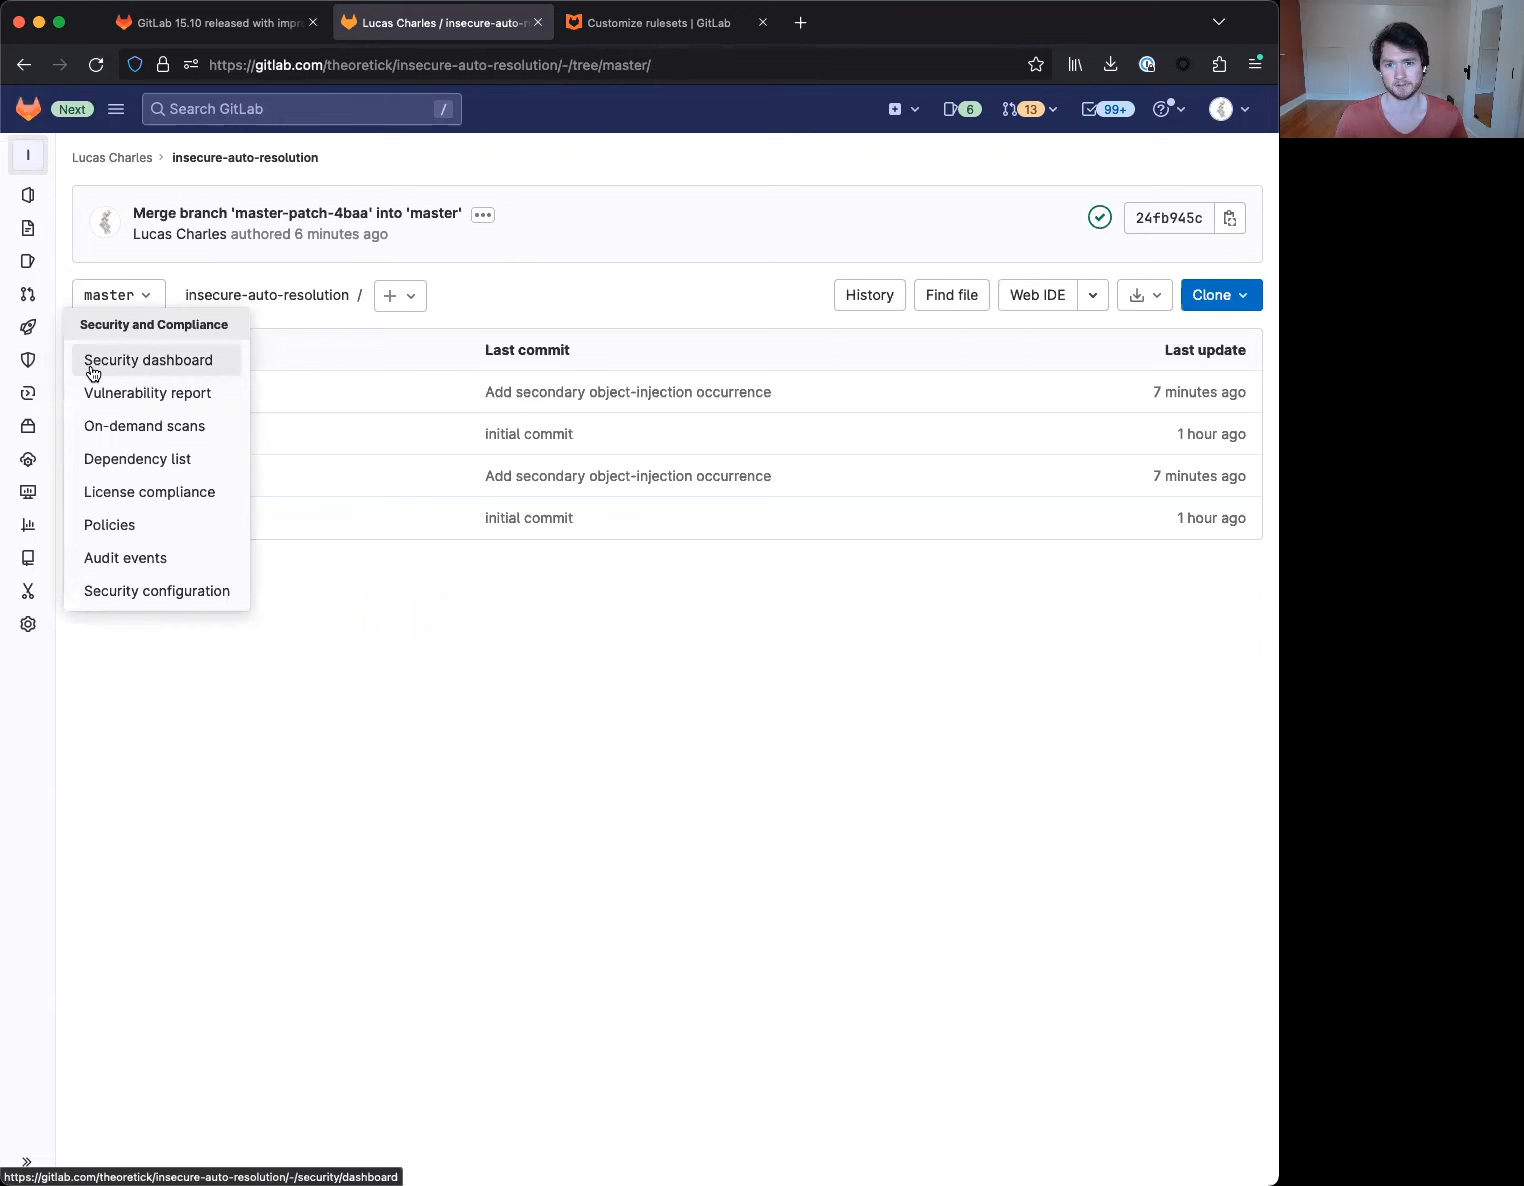 GitLab 15.10 released with impro
Lucas Charles / insecure-auto-r
Customize rulesets | GitLab
https://gitlab.com/theoretick/insecure-auto-resolution/-/tree/master/
Next
Search GitLab
/
6
13
99+
I
Lucas Charles › insecure-auto-resolution
Merge branch 'master-patch-4baa' into 'master'
Lucas Charles authored 6 minutes ago
24fb945c
master
insecure-auto-resolution /
History
Find file
Web IDE
Clone
Last commit
Last update
Add secondary object-injection occurrence
7 minutes ago
initial commit
1 hour ago
Add secondary object-injection occurrence
7 minutes ago
initial commit
1 hour ago
Security and Compliance
Security dashboard
Vulnerability report
On-demand scans
Dependency list
License compliance
Policies
Audit events
Security configuration
https://gitlab.com/theoretick/insecure-auto-resolution/-/security/dashboard